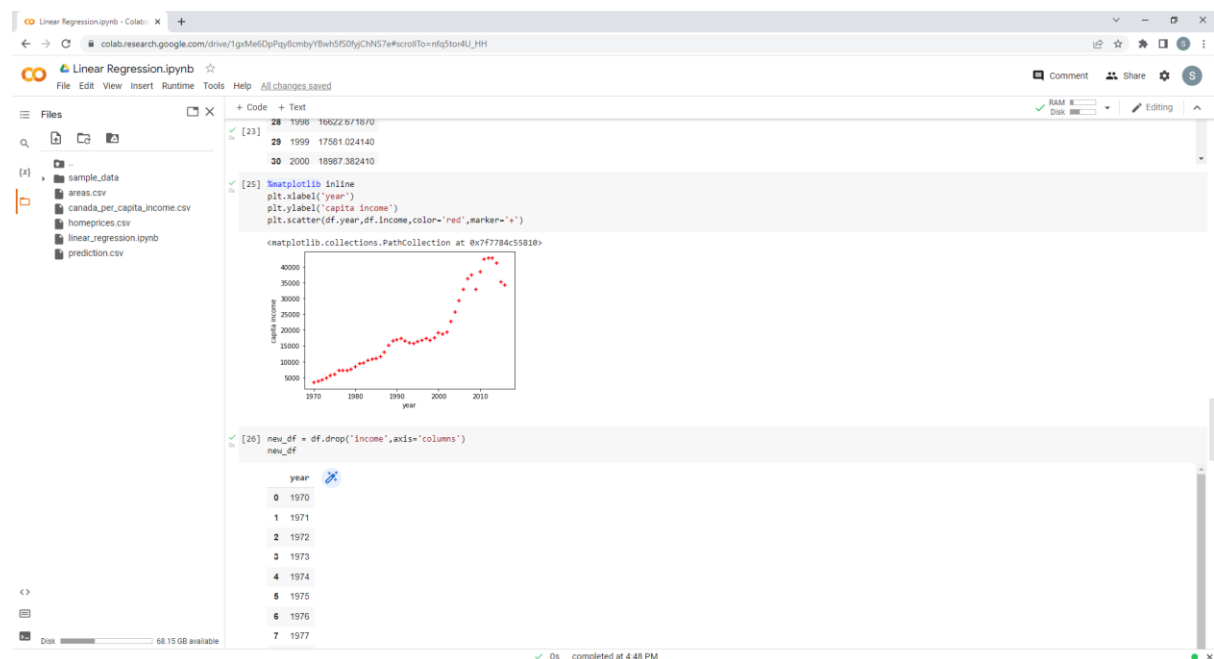 Linear Regression.ipynb - Colab
colab.research.google.com/drive/1gxMe6DpPqy8cmbyYBwh5fS0fyjChNS7e#scrollTo=nfq5tor4U_HH
Linear Regression.ipynb
File Edit View Insert Runtime Tools Help All changes saved
Comment Share S
Files
+ Code + Text
RAM
Disk
Editing
..
sample_data
areas.csv
canada_per_capita_income.csv
homeprices.csv
linear_regression.ipynb
prediction.csv
{x}
28 1998 16622.671870
[23]
29 1999 17581.024140
30 2000 18987.382410
[25] %matplotlib inline
plt.xlabel('year')
plt.ylabel('capita income')
plt.scatter(df.year,df.income,color='red',marker='+')
<matplotlib.collections.PathCollection at 0x7f7784c55810>
40000
35000
30000
25000
20000
15000
10000
5000
capita income
1970 1980 1990 2000 2010
year
[26] new_df = df.drop('income',axis='columns')
new_df
year
0 1970
1 1971
2 1972
3 1973
4 1974
5 1975
6 1976
7 1977
Disk 68.15 GB available
0s completed at 4:48 PM